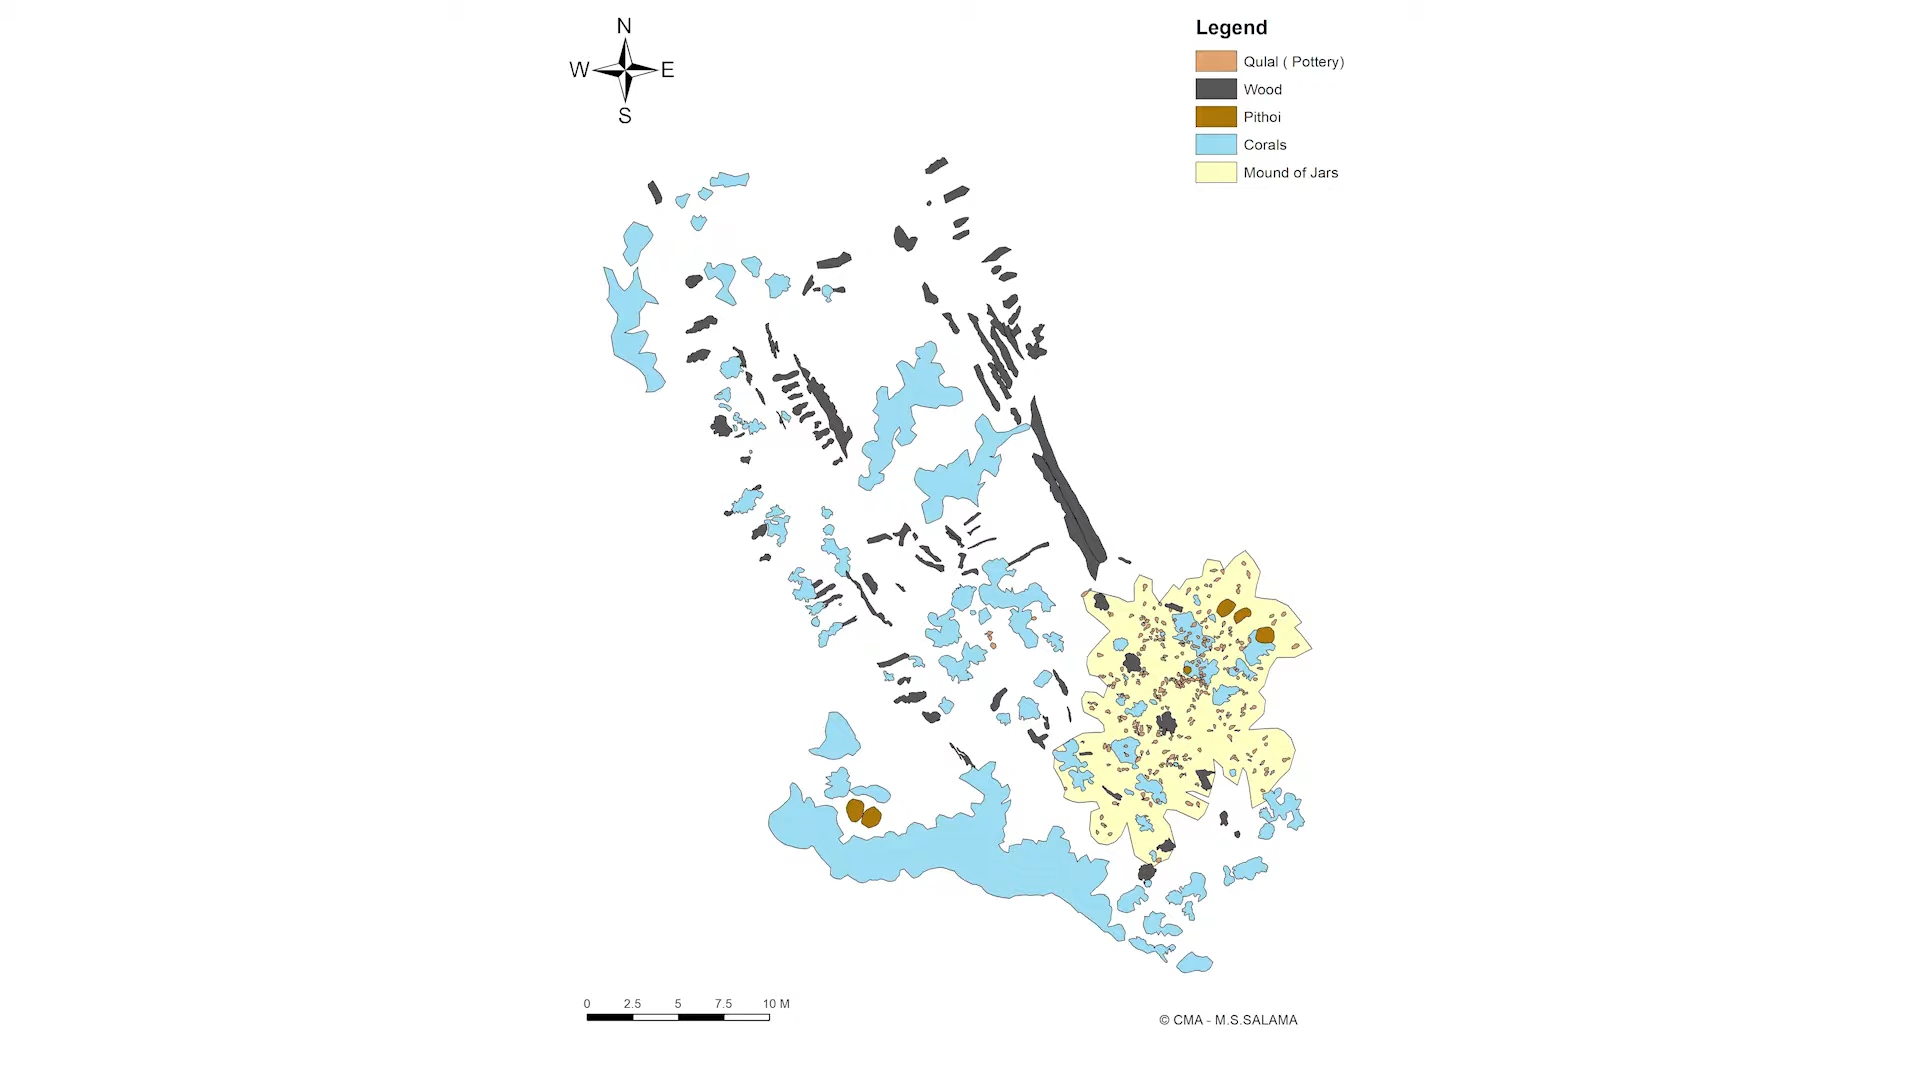 N
W E
S
Legend
Qulal ( Pottery)
Wood
Pithoi
Corals
Mound of Jars
0 2.5 5 7.5 10 M
© CMA - M.S.SALAMA